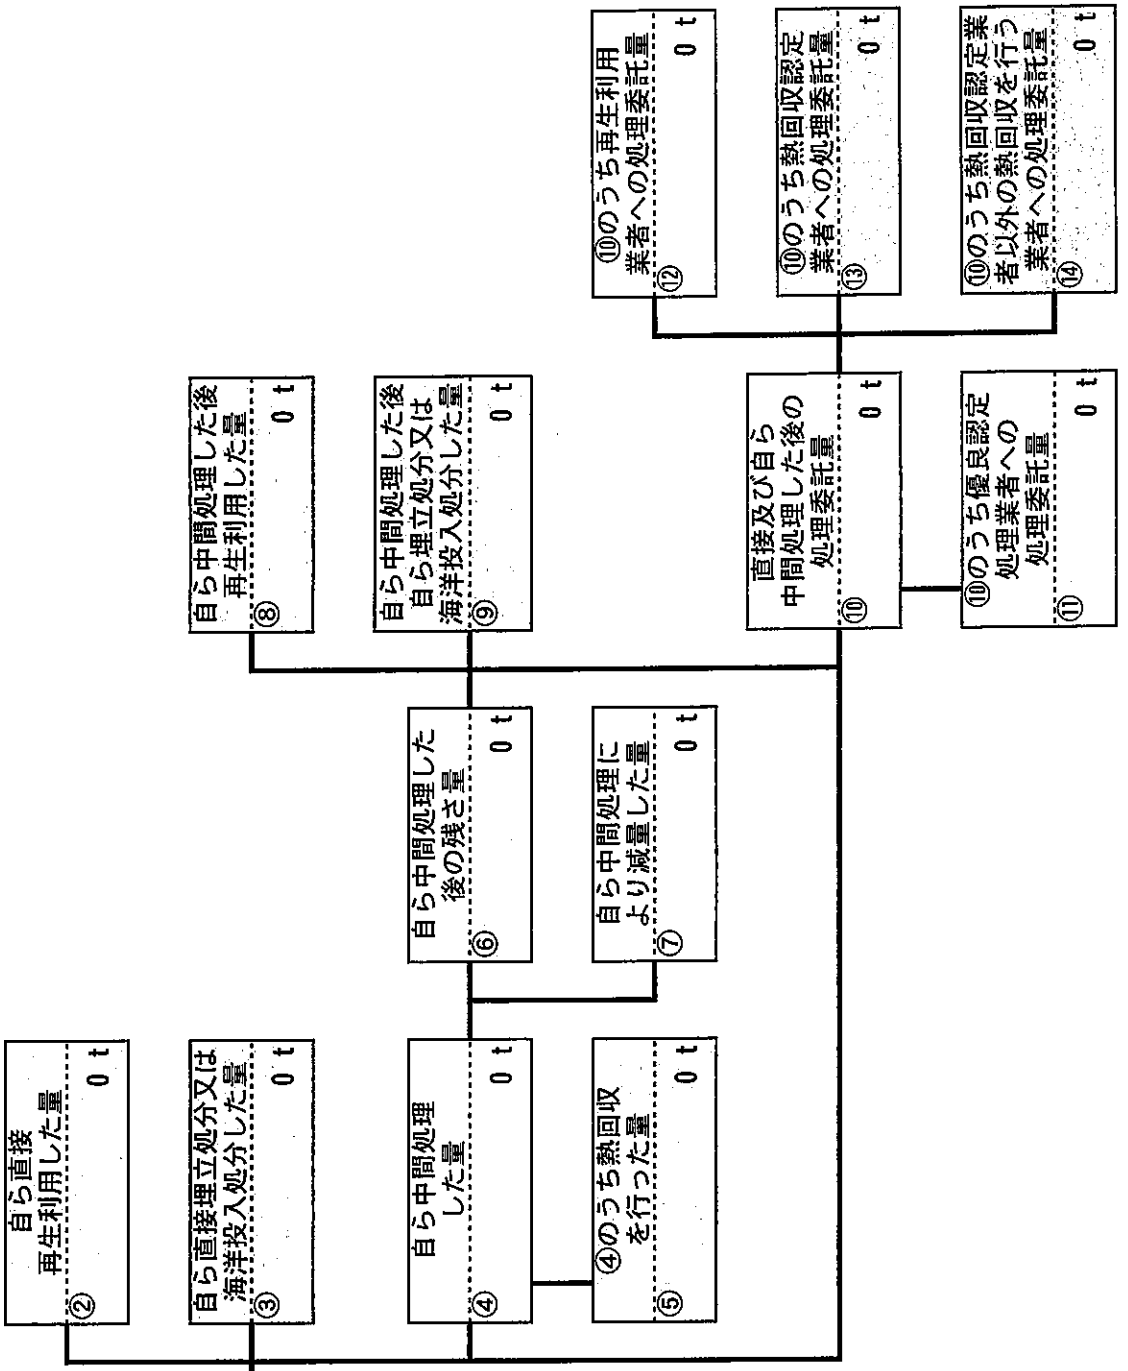 自ら直接
再生利用した量
② 0 t
自ら直接埋立処分又は
海洋投入処分した量
③ 0 t
自ら中間処理
した量
④ 0 t
④のうち熱回収
を行った量
⑤ 0 t
自ら中間処理した
後の残さ量
⑥ 0 t
自ら中間処理に
より減量した量
⑦ 0 t
自ら中間処理した後
再生利用した量
⑧ 0 t
自ら中間処理した後
自ら埋立処分又は
海洋投入処分した量
⑨ 0 t
直接及び自ら
中間処理した後の
処理委託量
⑩ 0 t
⑩のうち優良認定
処理業者への
処理委託量
⑪ 0 t
⑩のうち再生利用
業者への処理委託量
⑫ 0 t
⑩のうち熱回収認定
業者への処理委託量
⑬ 0 t
⑩のうち熱回収認定業
者以外の熱回収を行う
業者への処理委託量
⑭ 0 t